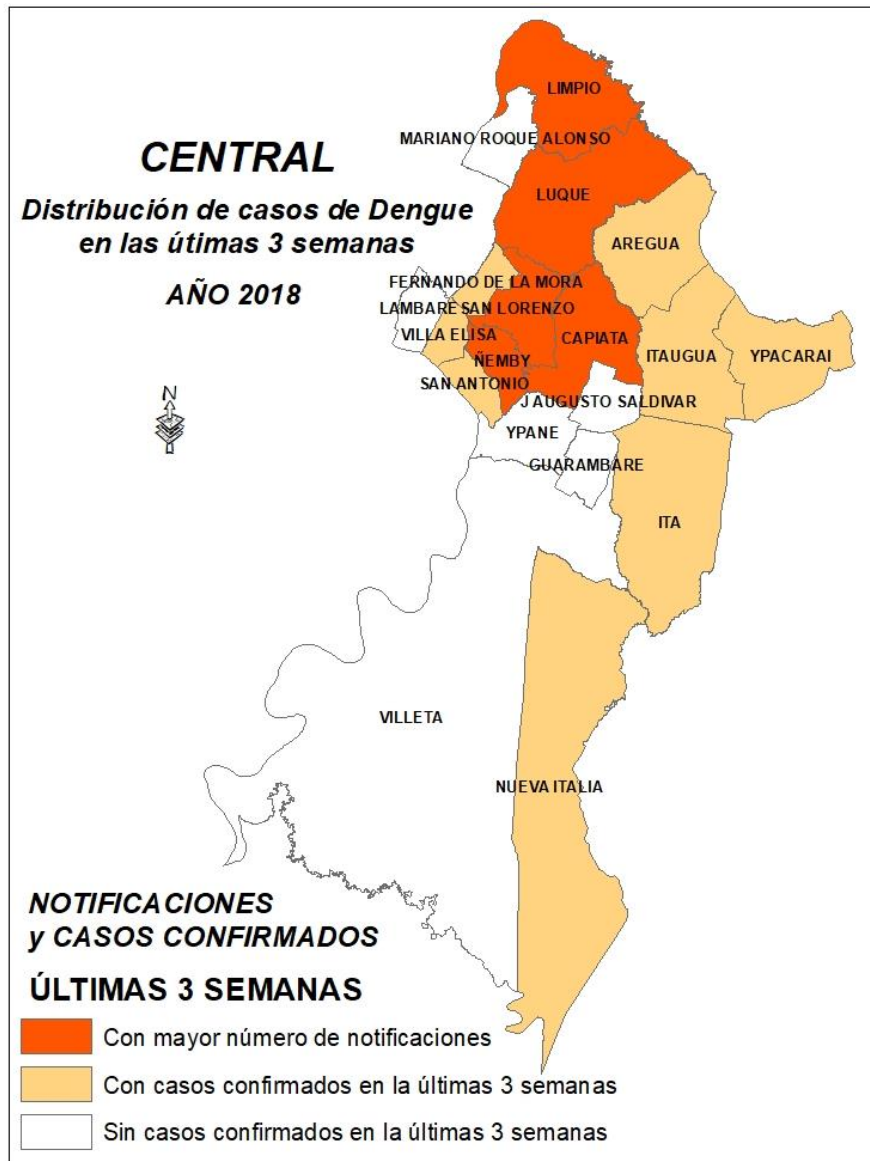 CENTRAL
Distribución de casos de Dengue
en las útimas 3 semanas
AÑO 2018
N
LIMPIO
MARIANO ROQUE ALONSO
LUQUE
AREGUA
FERNANDO DE LA MORA
LAMBARE
SAN LORENZO
VILLA ELISA
CAPIATA
ITAUGUA
YPACARAI
ÑEMBY
SAN ANTONIO
J AUGUSTO SALDIVAR
YPANE
GUARAMBARE
ITA
VILLETA
NUEVA ITALIA
NOTIFICACIONES
y CASOS CONFIRMADOS
ÚLTIMAS 3 SEMANAS
Con mayor número de notificaciones
Con casos confirmados en la últimas 3 semanas
Sin casos confirmados en la últimas 3 semanas